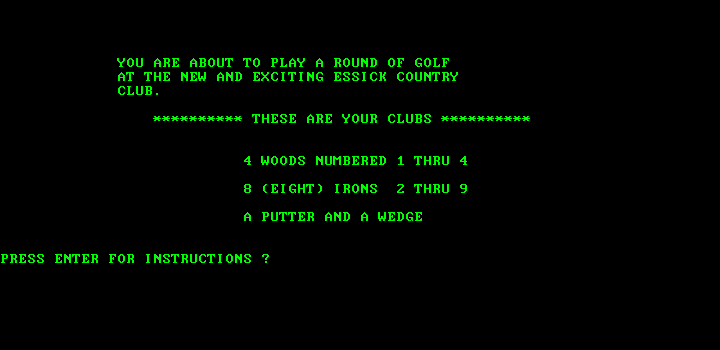 YOU ARE ABOUT TO PLAY A ROUND OF GOLF
AT THE NEW AND EXCITING ESSICK COUNTRY
CLUB.
********** THESE ARE YOUR CLUBS **********
4 WOODS NUMBERED 1 THRU 4
8 (EIGHT) IRONS  2 THRU 9
A PUTTER AND A WEDGE
PRESS ENTER FOR INSTRUCTIONS ?